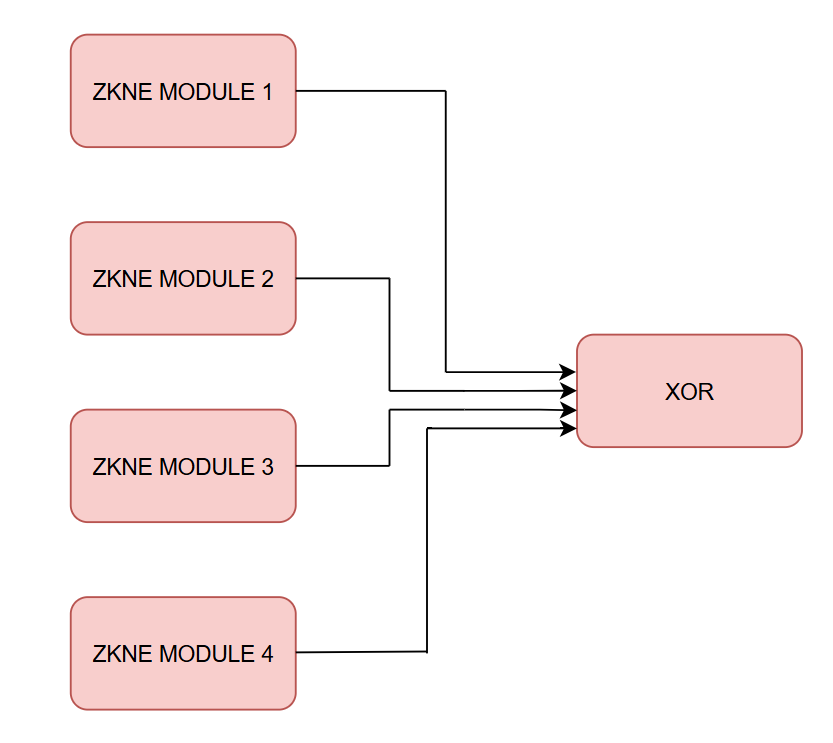 ZKNE MODULE 1
ZKNE MODULE 2
XOR
ZKNE MODULE 3
ZKNE MODULE 4